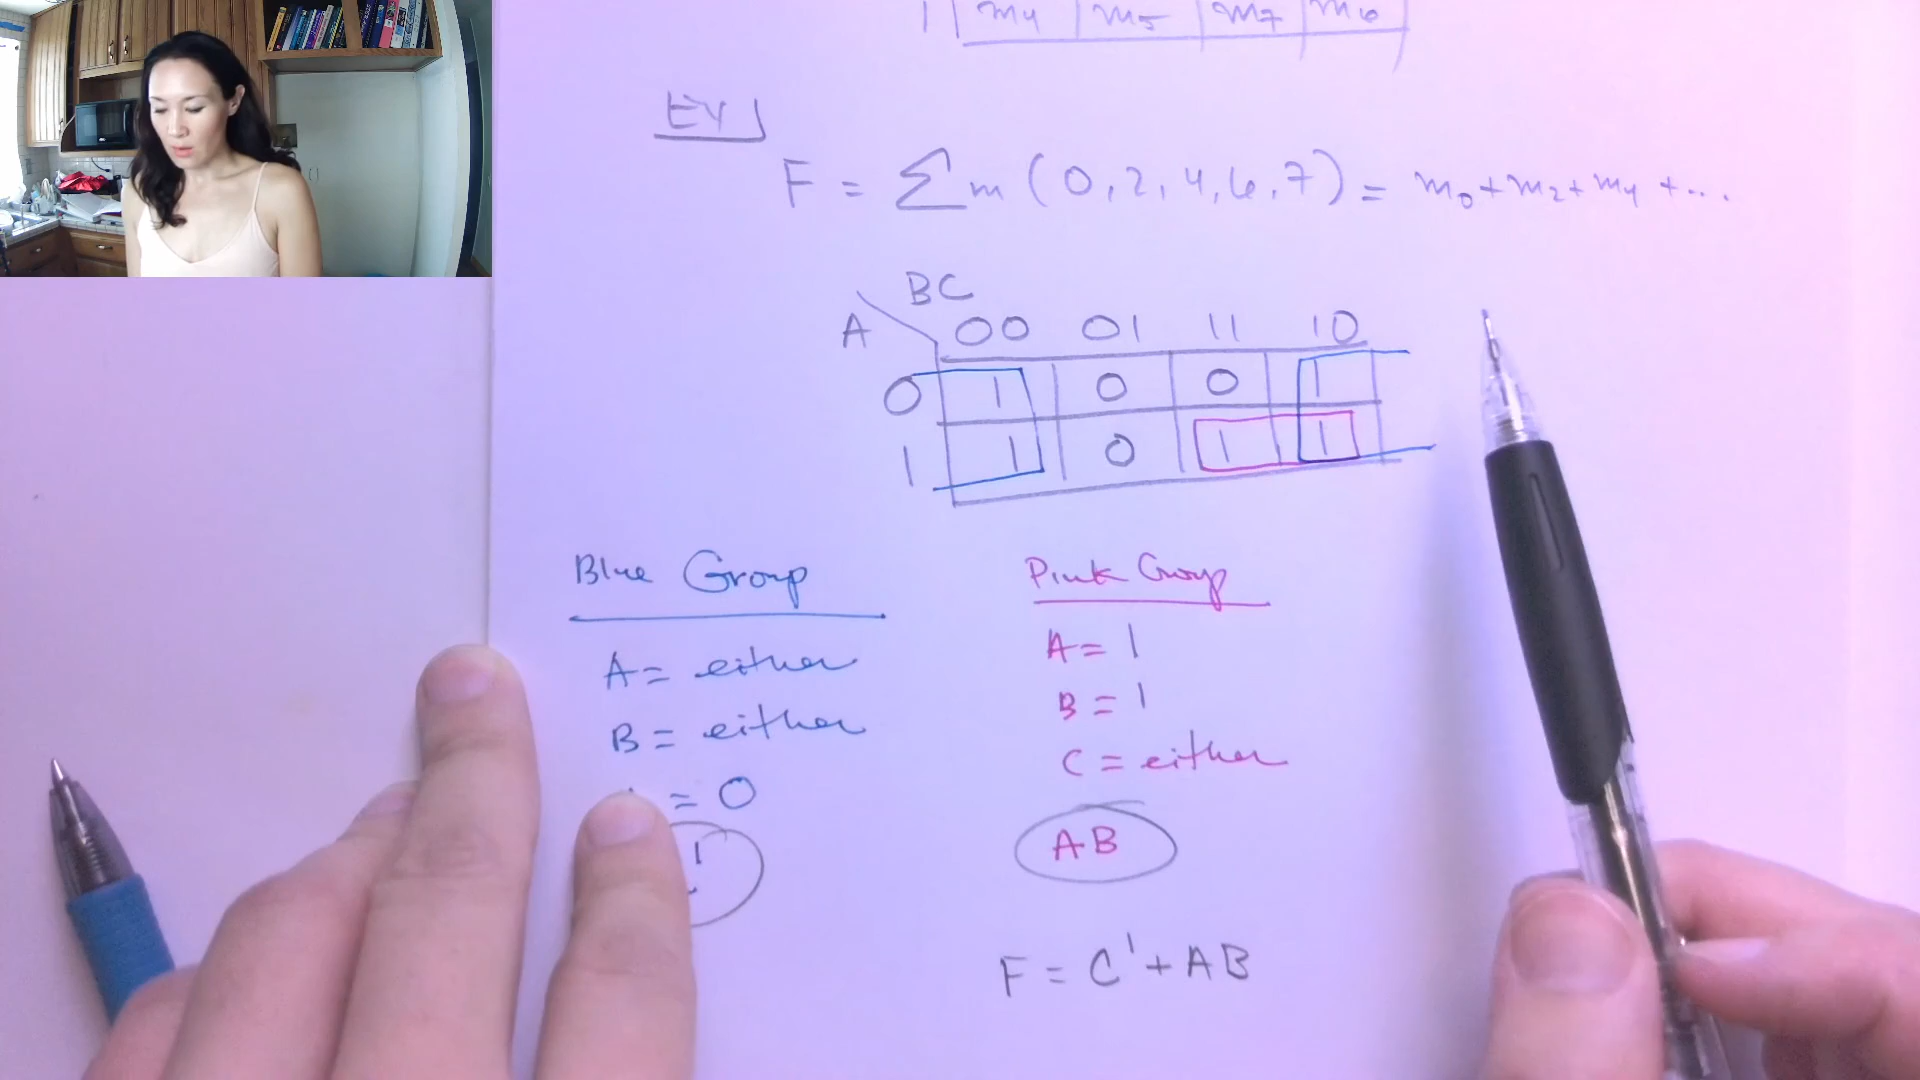 1 m4 m5 m7 m6
EX 1
F = Σm (0,2,4,6,7) = m0 + m2 + m4 + ...
BC
A 00 01 11 10
0 1 0 0 1
1 1 0 1 1
Blue Group
A = either
B = either
= 0
Pink Group
A = 1
B = 1
C = either
AB
F = C' + AB